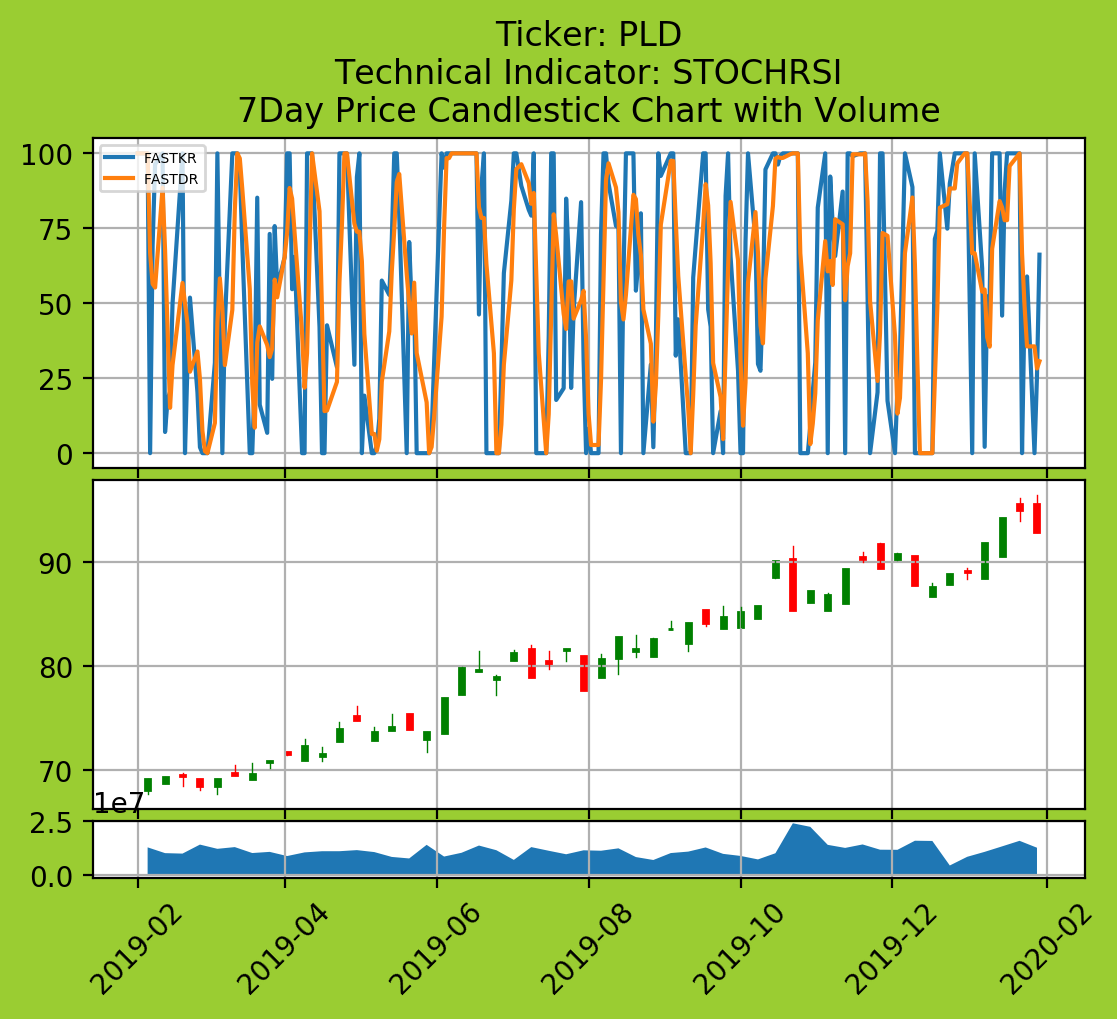 Ticker: PLD
Technical Indicator: STOCHRSI
7Day Price Candlestick Chart with Volume
100
75
50
25
0
FASTKR
FASTDR
90
80
70
1e7
2.5
0.0
2019-02
2019-04
2019-06
2019-08
2019-10
2019-12
2020-02